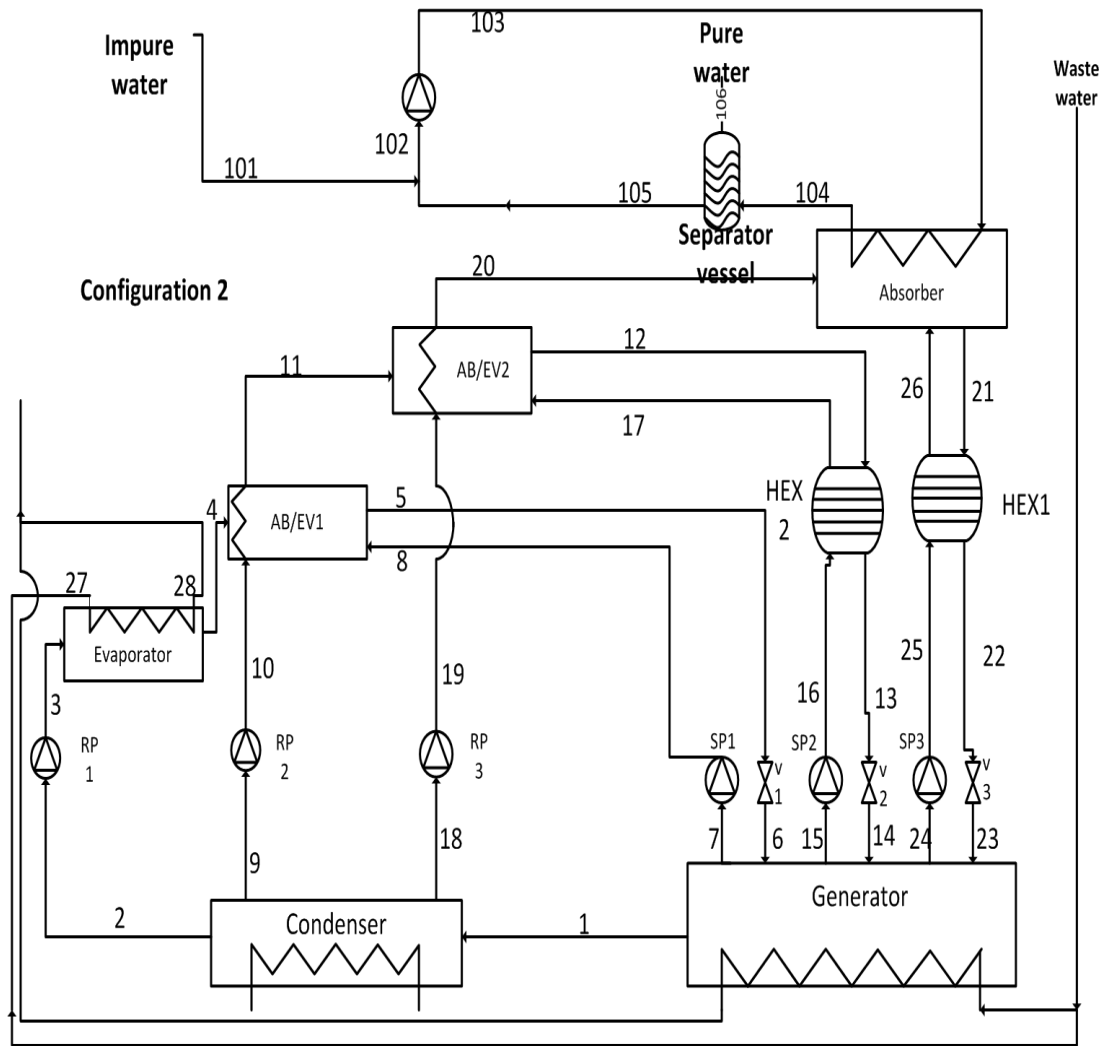 103
Impure
water
Pure
water
106
Waste
water
102
101
105
104
Separator
vessel
20
Configuration 2
Absorber
12
11
AB/EV2
26
21
17
HEX
2
HEX1
4
5
AB/EV1
8
27
28
Evaporator
25
22
10
19
16
13
3
RP
1
RP
2
RP
3
SP1
v
1
SP2
v
2
SP3
v
3
7
6
15
14
24
23
9
18
Generator
2
Condenser
1